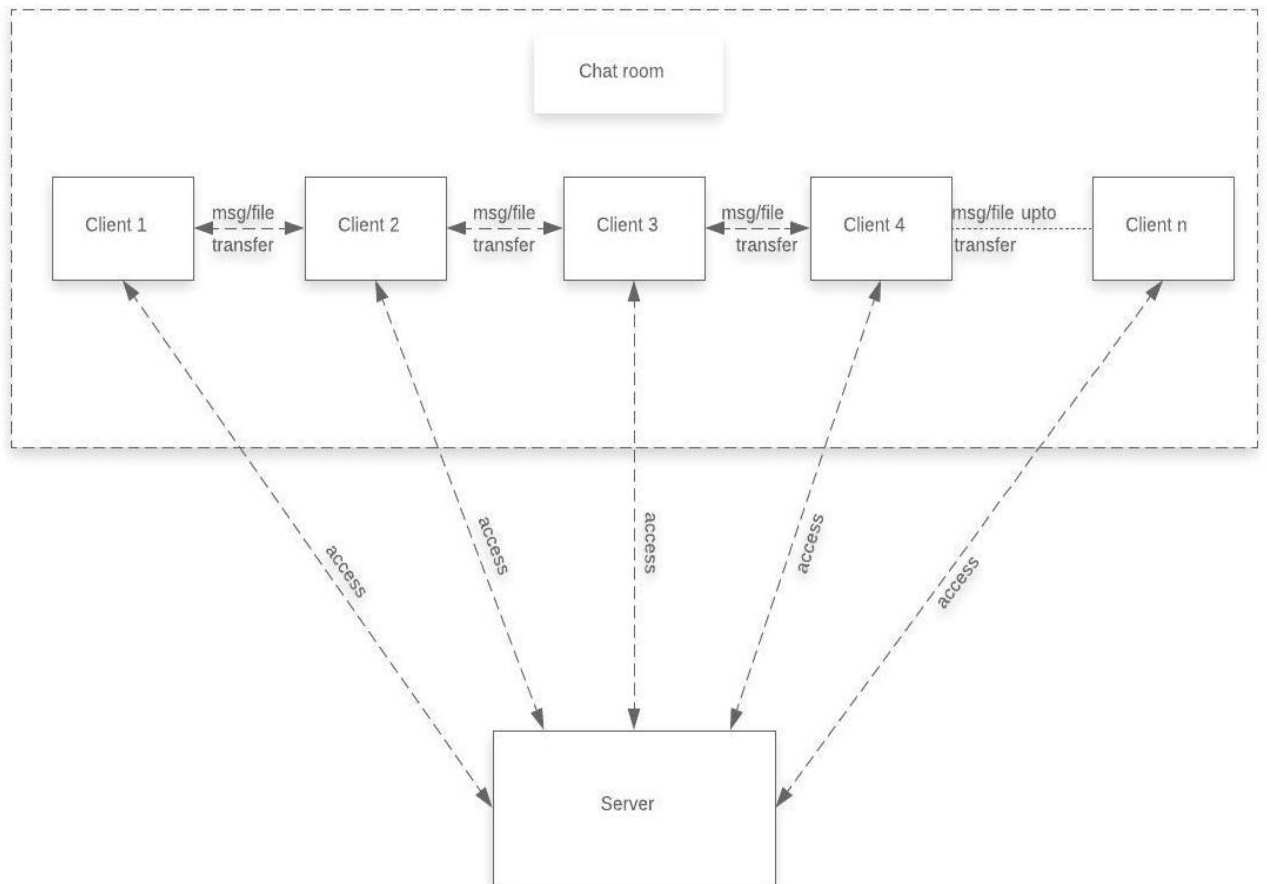 Chat room
Client 1
msg/file
transfer
Client 2
msg/file
transfer
Client 3
msg/file
transfer
Client 4
msg/file upto
transfer
Client n
access
access
access
access
access
Server